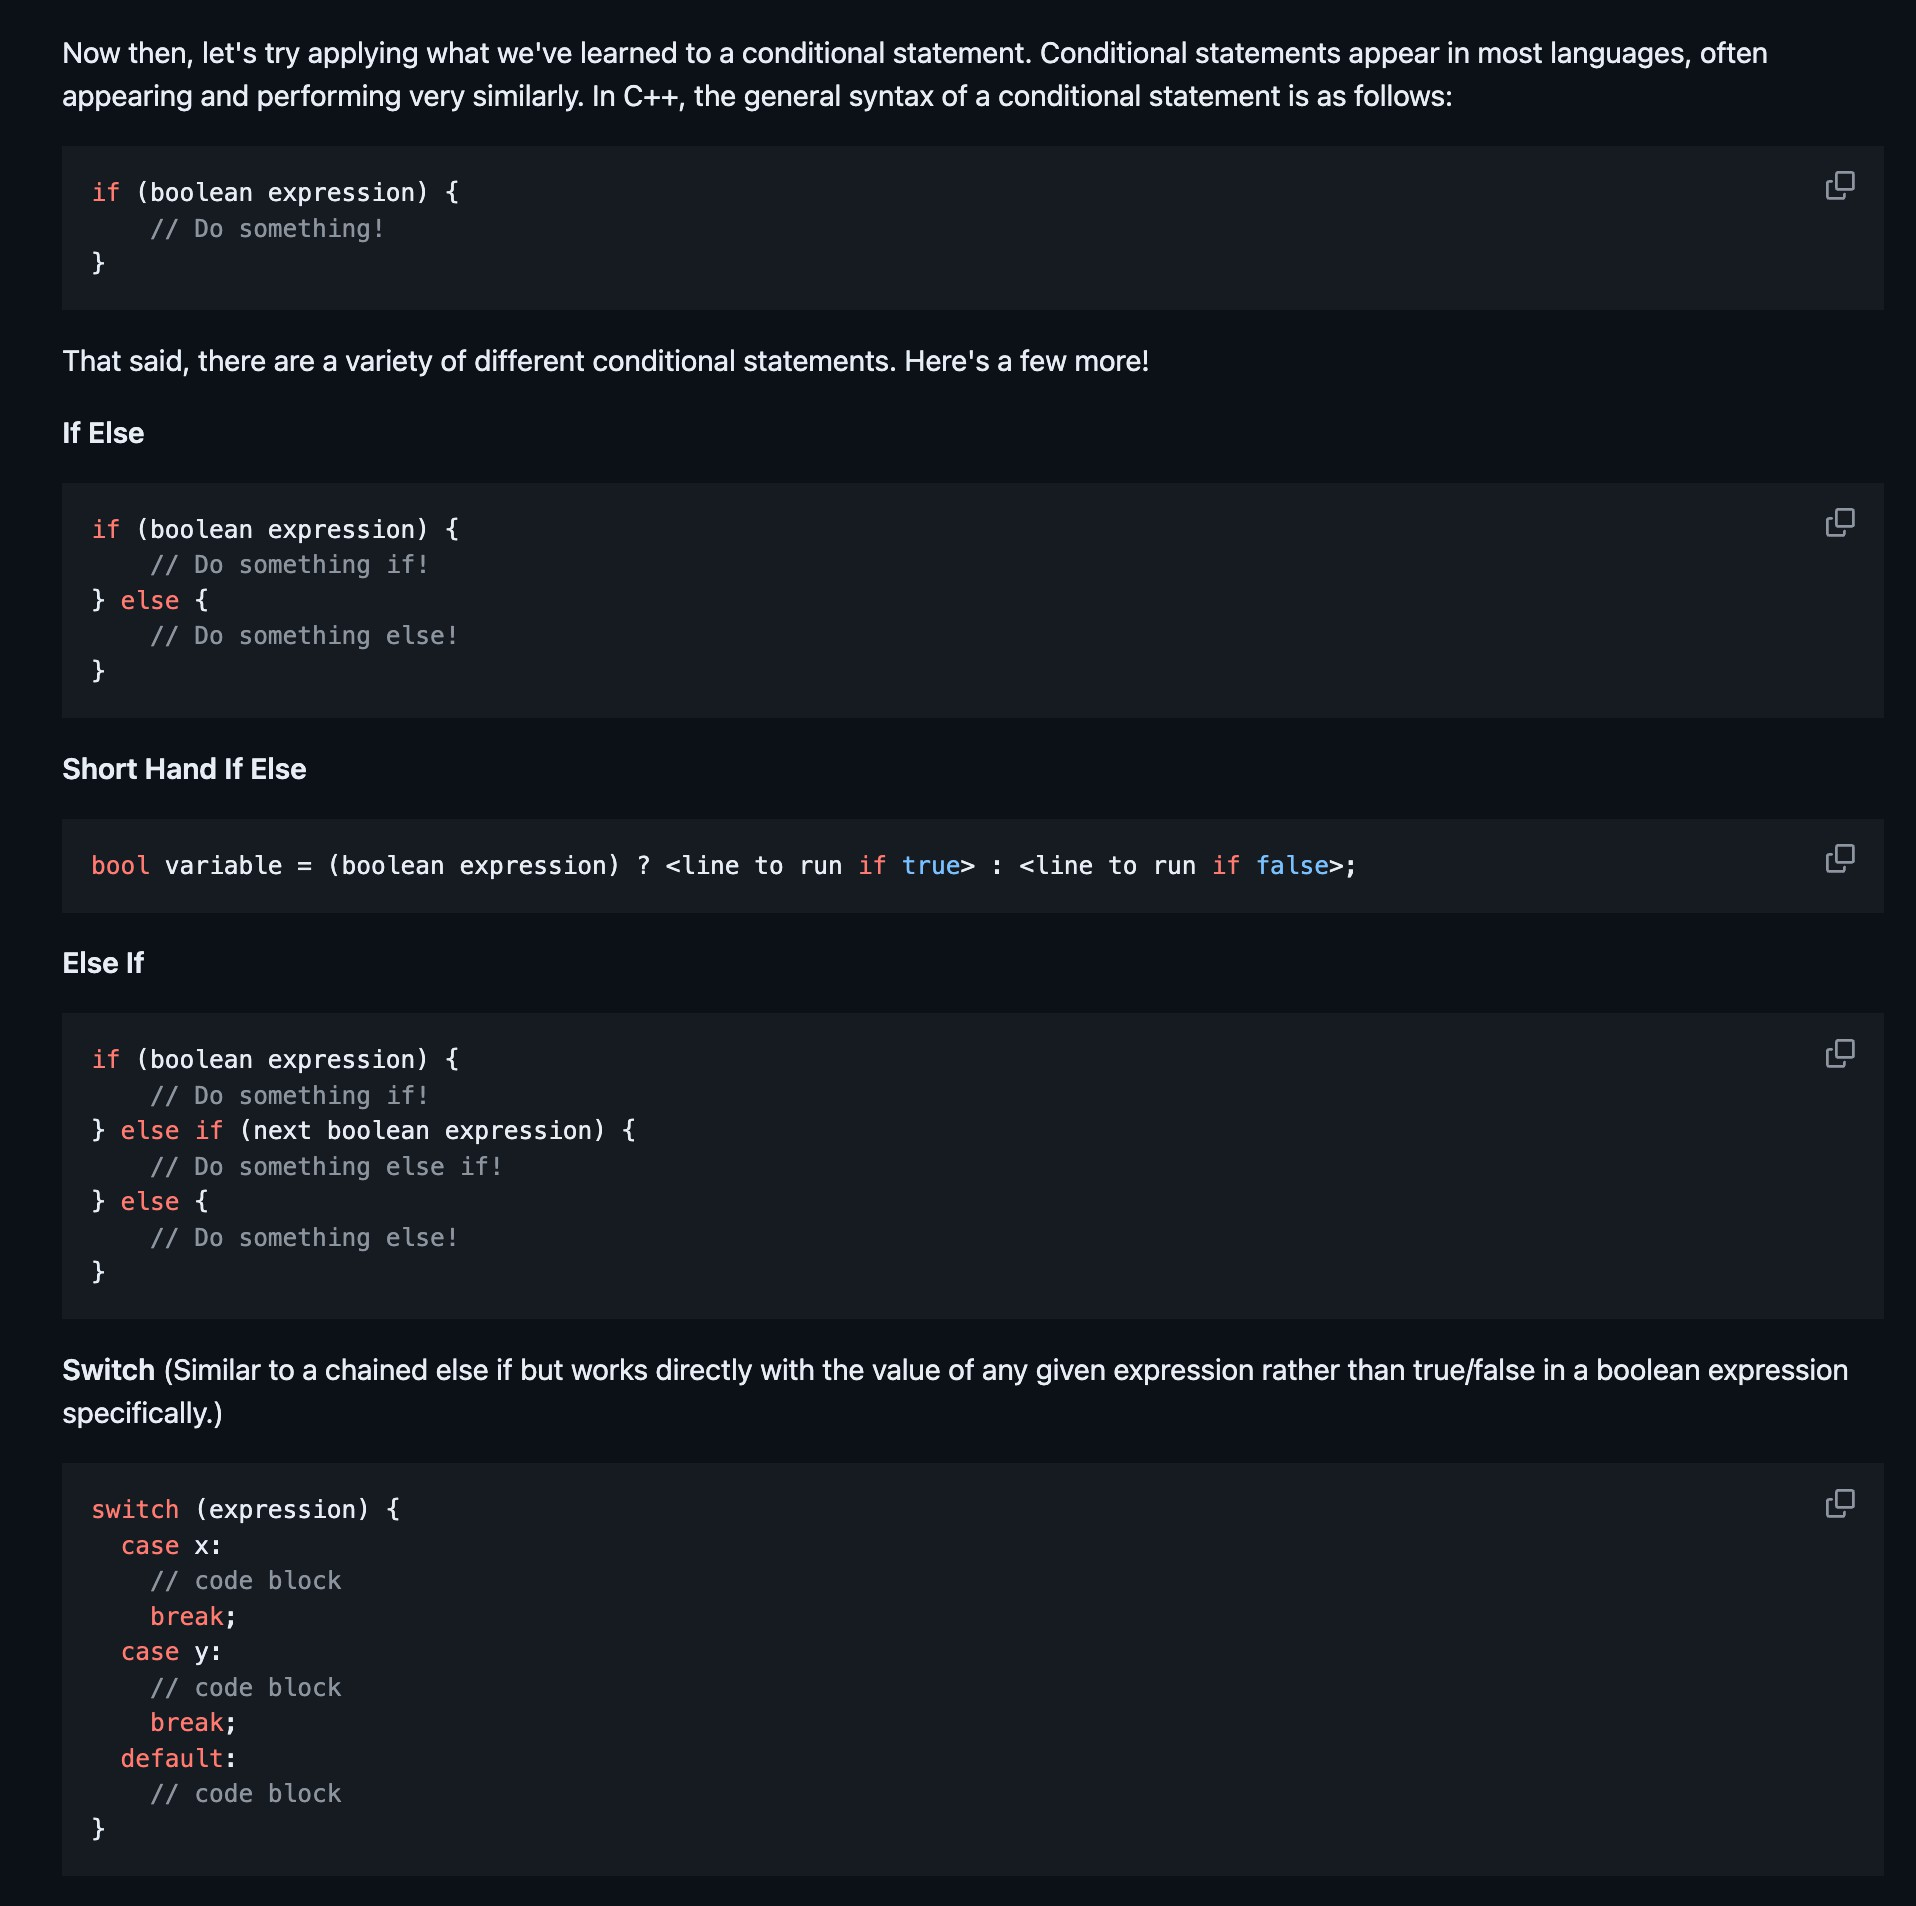 Now then, let's try applying what we've learned to a conditional statement. Conditional statements appear in most languages, often
appearing and performing very similarly. In C++, the general syntax of a conditional statement is as follows:
if (boolean expression) {
    // Do something!
}
That said, there are a variety of different conditional statements. Here's a few more!
If Else
if (boolean expression) {
    // Do something if!
} else {
    // Do something else!
}
Short Hand If Else
bool variable = (boolean expression) ? <line to run if true> : <line to run if false>;
Else If
if (boolean expression) {
    // Do something if!
} else if (next boolean expression) {
    // Do something else if!
} else {
    // Do something else!
}
Switch (Similar to a chained else if but works directly with the value of any given expression rather than true/false in a boolean expression
specifically.)
switch (expression) {
  case x:
    // code block
    break;
  case y:
    // code block
    break;
  default:
    // code block
}